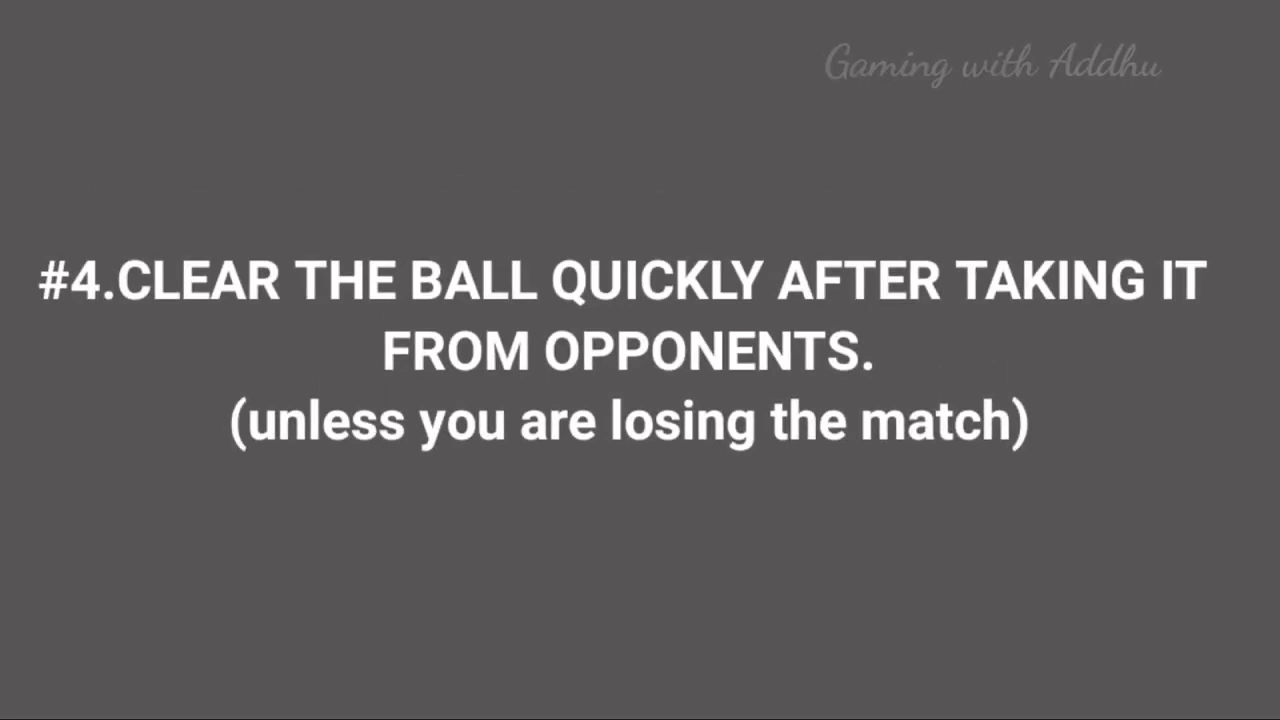 Gaming with Addhu
#4.CLEAR THE BALL QUICKLY AFTER TAKING IT
FROM OPPONENTS.
(unless you are losing the match)